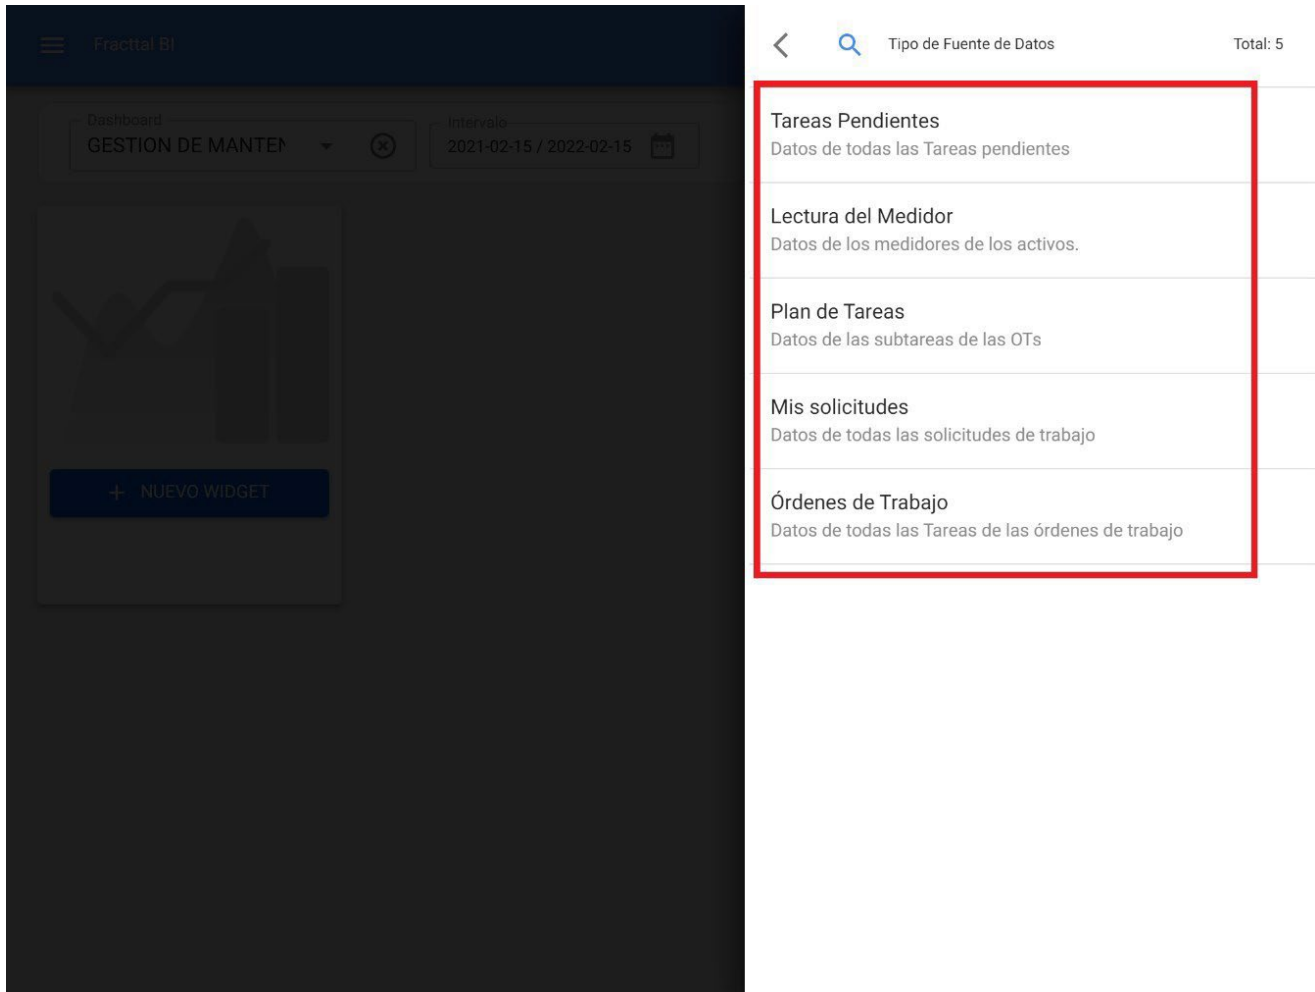 Fracttal BI
Tipo de Fuente de Datos
Total: 5
Dashboard
GESTION DE MANTEN
Intervalo
2021-02-15 / 2022-02-15
+ NUEVO WIDGET
Tareas Pendientes
Datos de todas las Tareas pendientes
Lectura del Medidor
Datos de los medidores de los activos.
Plan de Tareas
Datos de las subtareas de las OTs
Mis solicitudes
Datos de todas las solicitudes de trabajo
Órdenes de Trabajo
Datos de todas las Tareas de las órdenes de trabajo